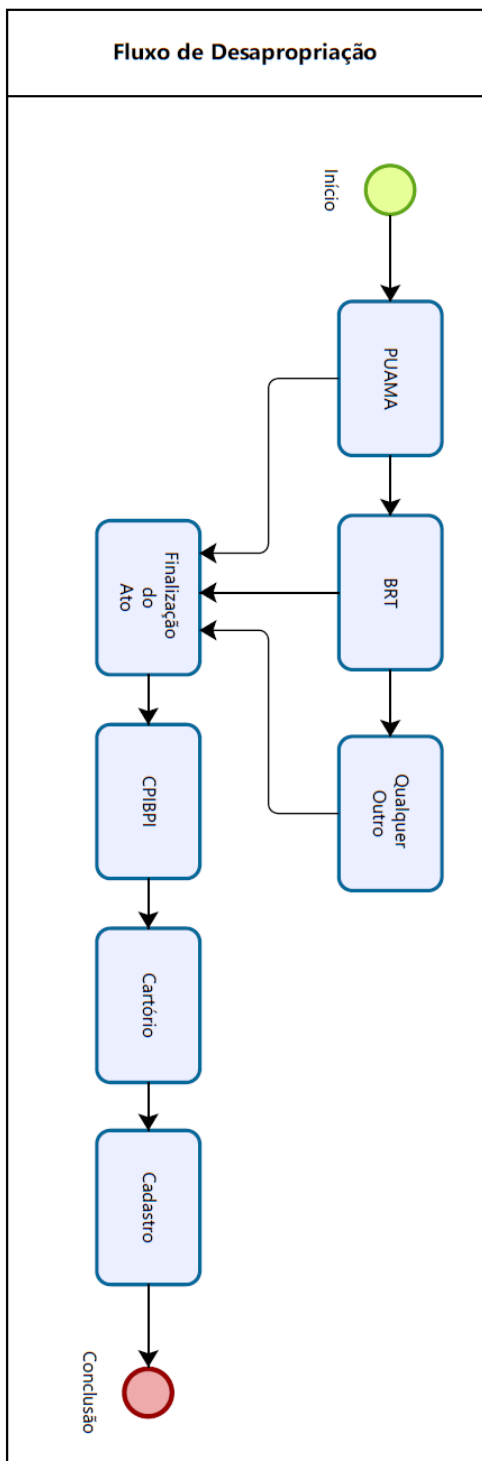 Fluxo de Desapropriação
Início
PUAMA
BRT
Qualquer
Outro
Finalização
do
Ato
CPIBPI
Cartório
Cadastro
Conclusão